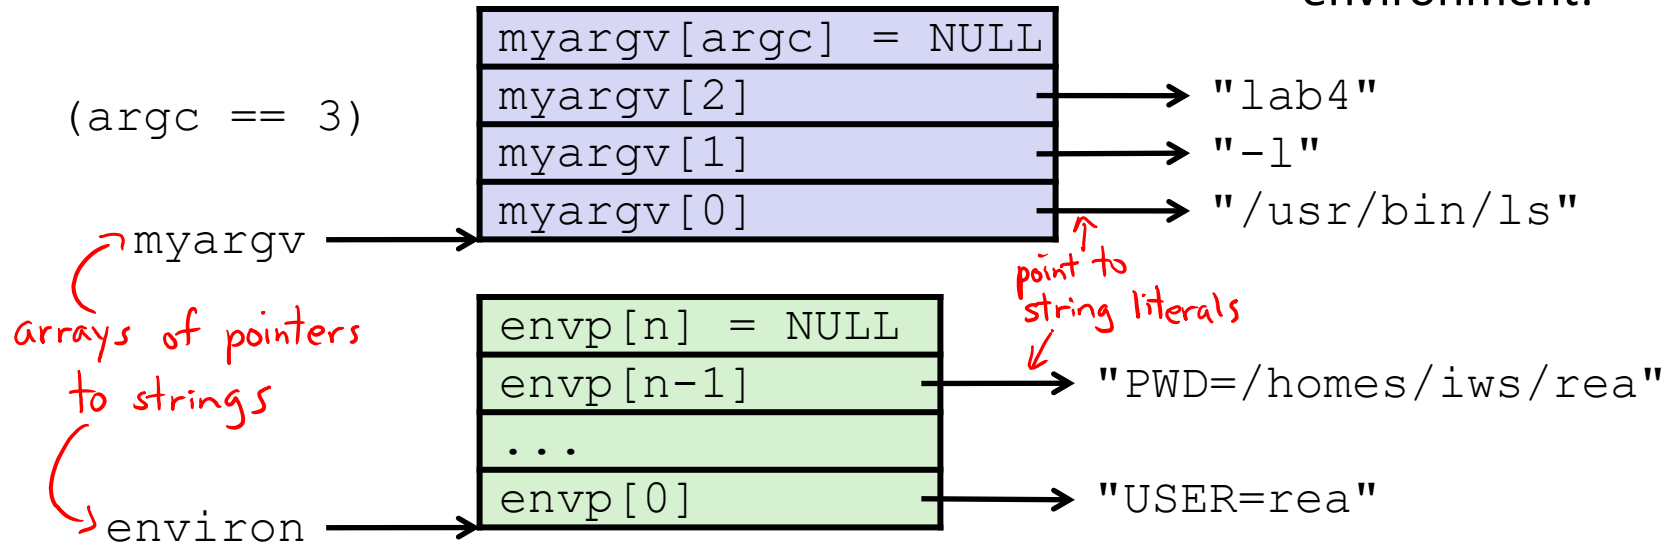 environment.
myargv[argc] = NULL
(argc == 3)
myargv[2]
"lab4"
myargv[1]
"-l"
myargv[0]
"/usr/bin/ls"
myargv
point to
string literals
arrays of pointers
to strings
envp[n] = NULL
envp[n-1]
"PWD=/homes/iws/rea"
...
envp[0]
"USER=rea"
environ